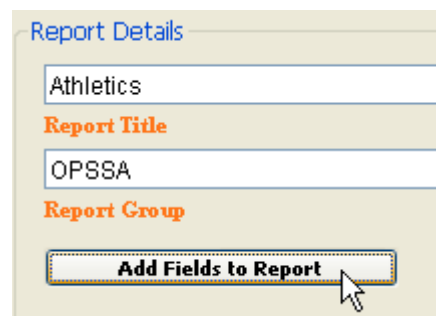 Report Details
Athletics
Report Title
OPSSA
Report Group
Add Fields to Report